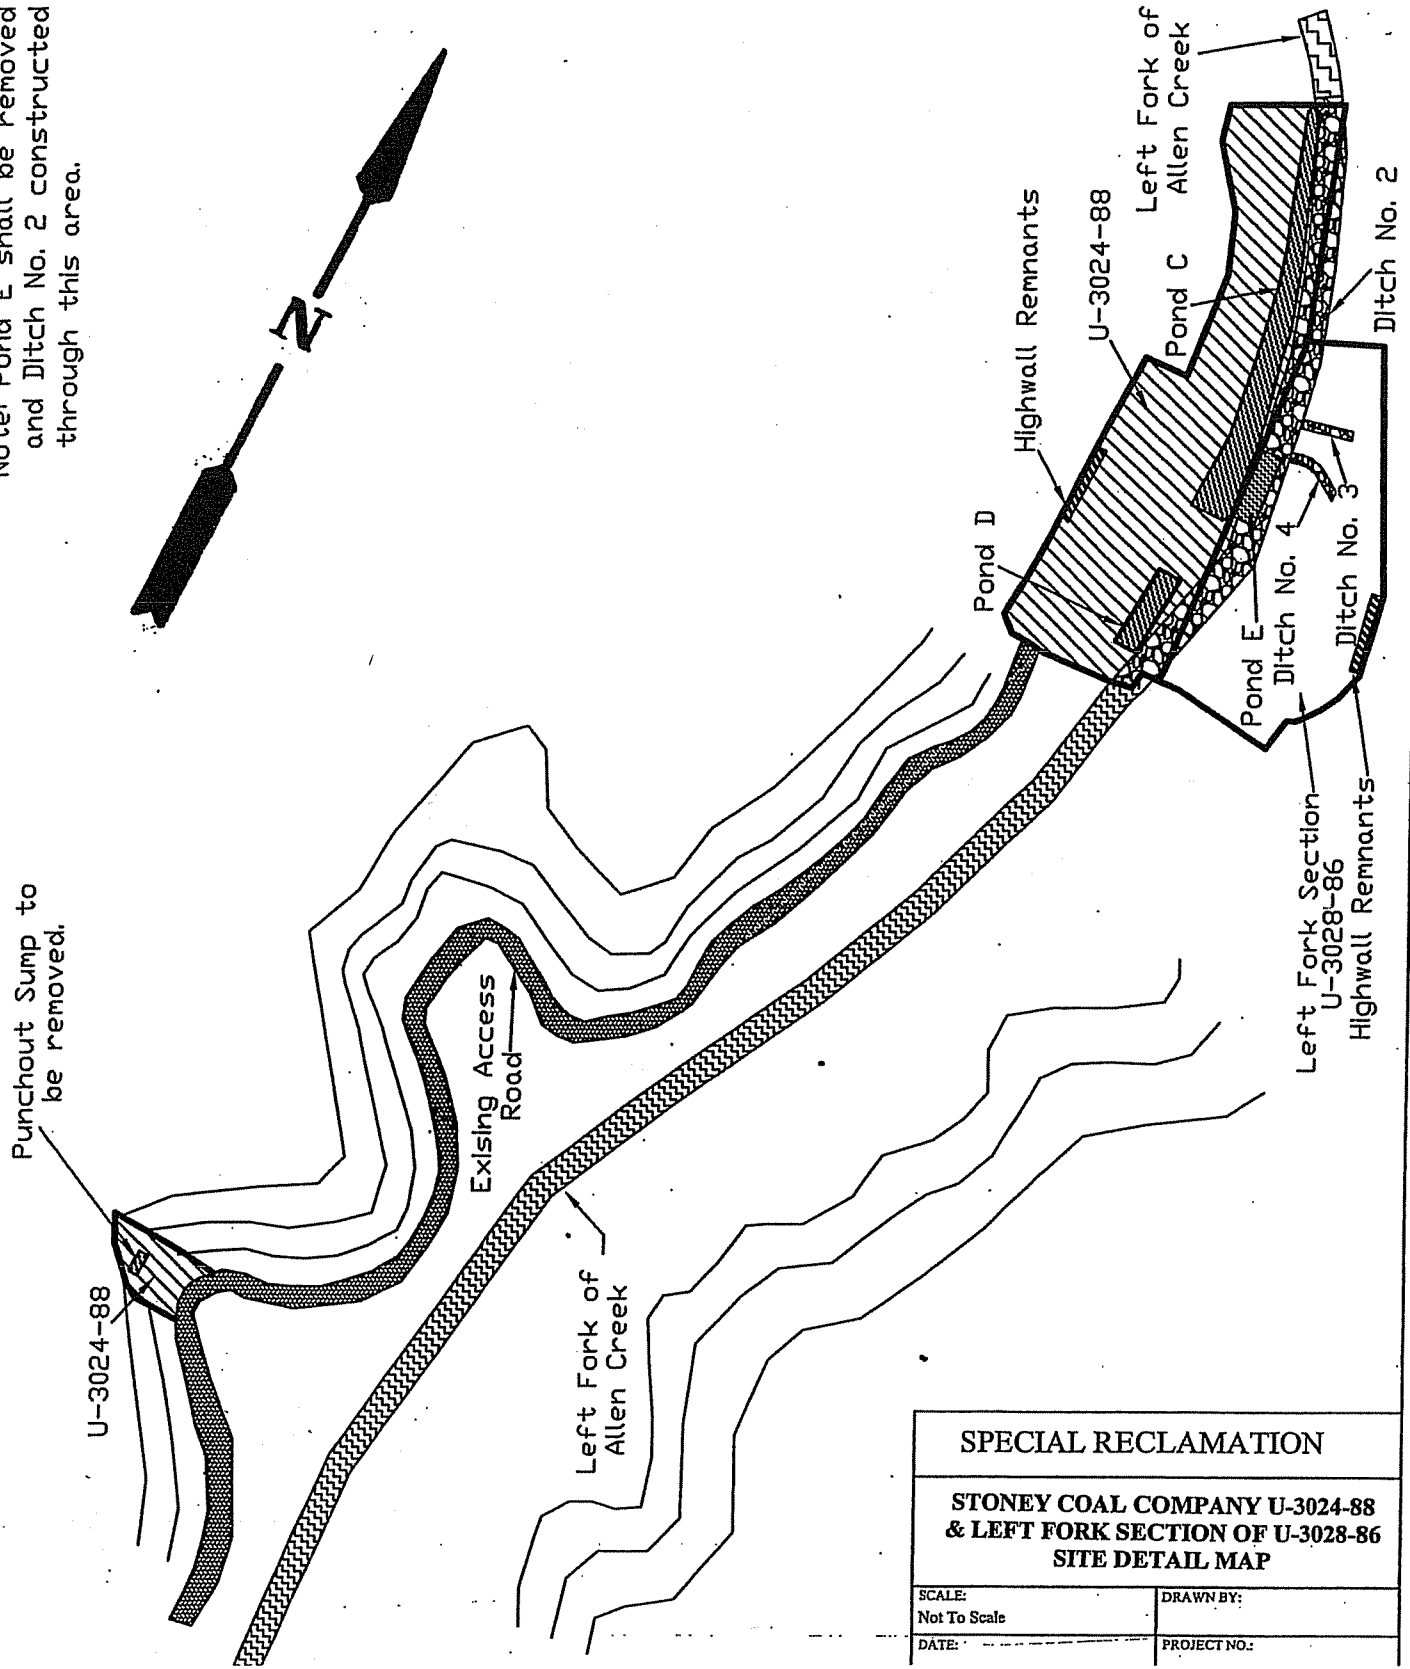 Note: Pond E shall be removed
and Ditch No. 2 constructed
through this area.
N
Punchout Sump to
be removed.
U-3024-88
Exising Access
Road
Left Fork of
Allen Creek
Pond D
Highwall Remnants
U-3024-88
Pond C
Left Fork of
Allen Creek
Ditch No. 2
Pond E
Ditch No. 4
Ditch No. 3
Left Fork Section
U-3028-86
Highwall Remnants
SPECIAL RECLAMATION
STONEY COAL COMPANY U-3024-88
& LEFT FORK SECTION OF U-3028-86
SITE DETAIL MAP
SCALE:
Not To Scale
DRAWN BY:
DATE:
PROJECT NO.: